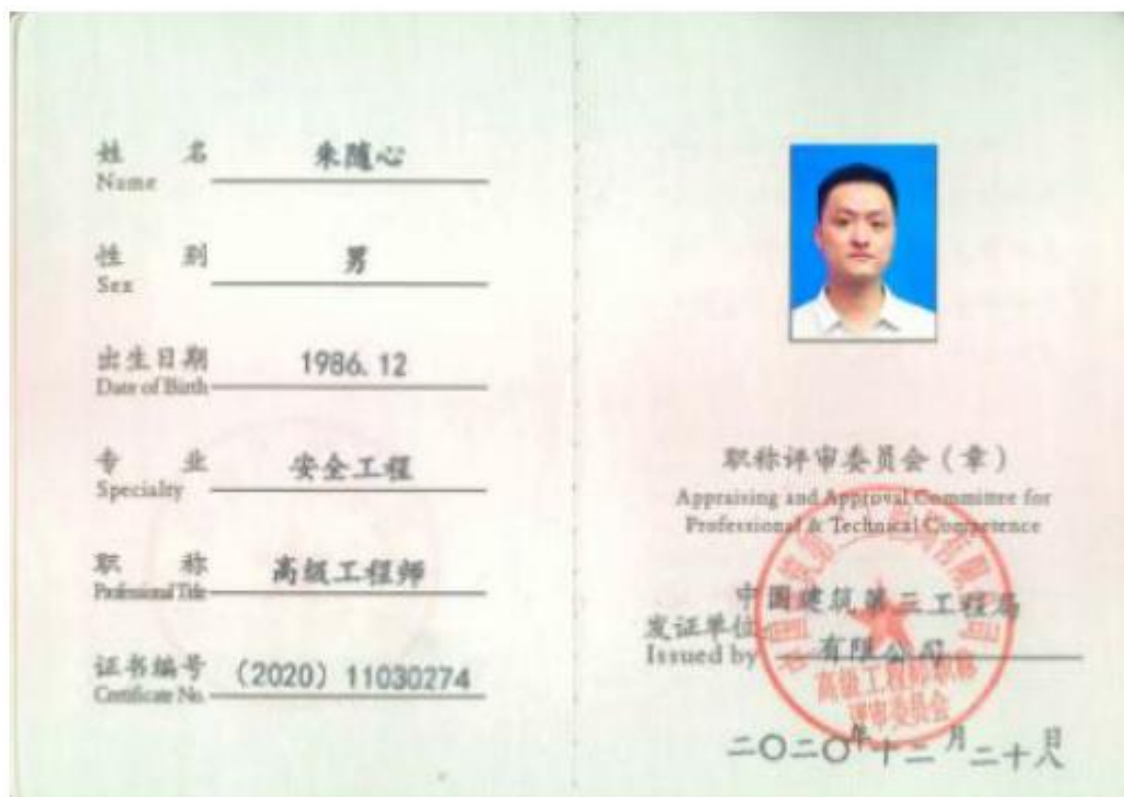 姓 名 朱随心
Name
性 别 男
Sex
出生日期 1986.12
Date of Birth
专 业 安全工程
Specialty
职 称 高级工程师
Professional Title
证书编号 (2020) 11030274
Certificate No.
职称评审委员会（章）
Appraising and Approval Committee for
Professional & Technical Competence
中国建筑第三工程局
发证单位
Issued by 有限公司
高级工程师职称
评审委员会
二〇二〇年十二月二十八日